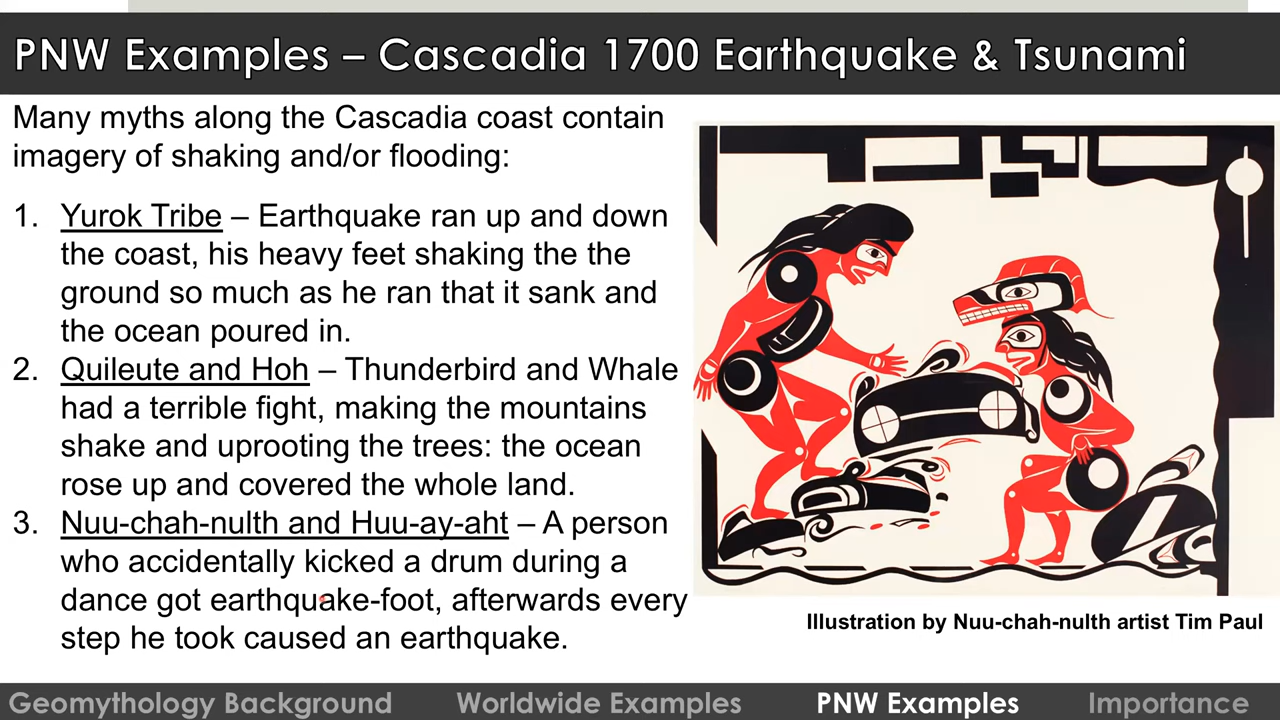 PNW Examples – Cascadia 1700 Earthquake & Tsunami
Many myths along the Cascadia coast contain
imagery of shaking and/or flooding:
1. Yurok Tribe – Earthquake ran up and down
the coast, his heavy feet shaking the the
ground so much as he ran that it sank and
the ocean poured in.
2. Quileute and Hoh – Thunderbird and Whale
had a terrible fight, making the mountains
shake and uprooting the trees: the ocean
rose up and covered the whole land.
3. Nuu-chah-nulth and Huu-ay-aht – A person
who accidentally kicked a drum during a
dance got earthquake-foot, afterwards every
step he took caused an earthquake.
Illustration by Nuu-chah-nulth artist Tim Paul
Geomythology Background Worldwide Examples PNW Examples Importance